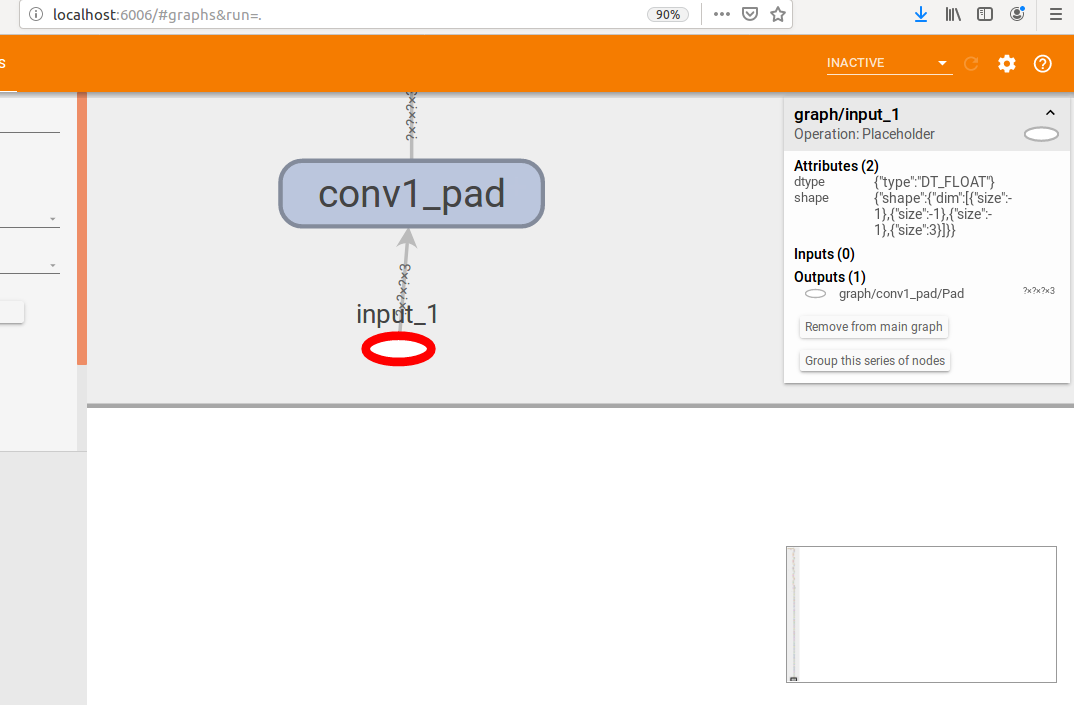 localhost:6006/#graphs&run=.
90%
S
INACTIVE
?×?×?×?
conv1_pad
?×?×?×3
input_1
graph/input_1
Operation: Placeholder
Attributes (2)
dtype {"type":"DT_FLOAT"}
shape {"shape":{"dim":[{"size":-
1},{"size":-1},{"size":-
1},{"size":3}]}}
Inputs (0)
Outputs (1)
graph/conv1_pad/Pad ?×?×?×3
Remove from main graph
Group this series of nodes